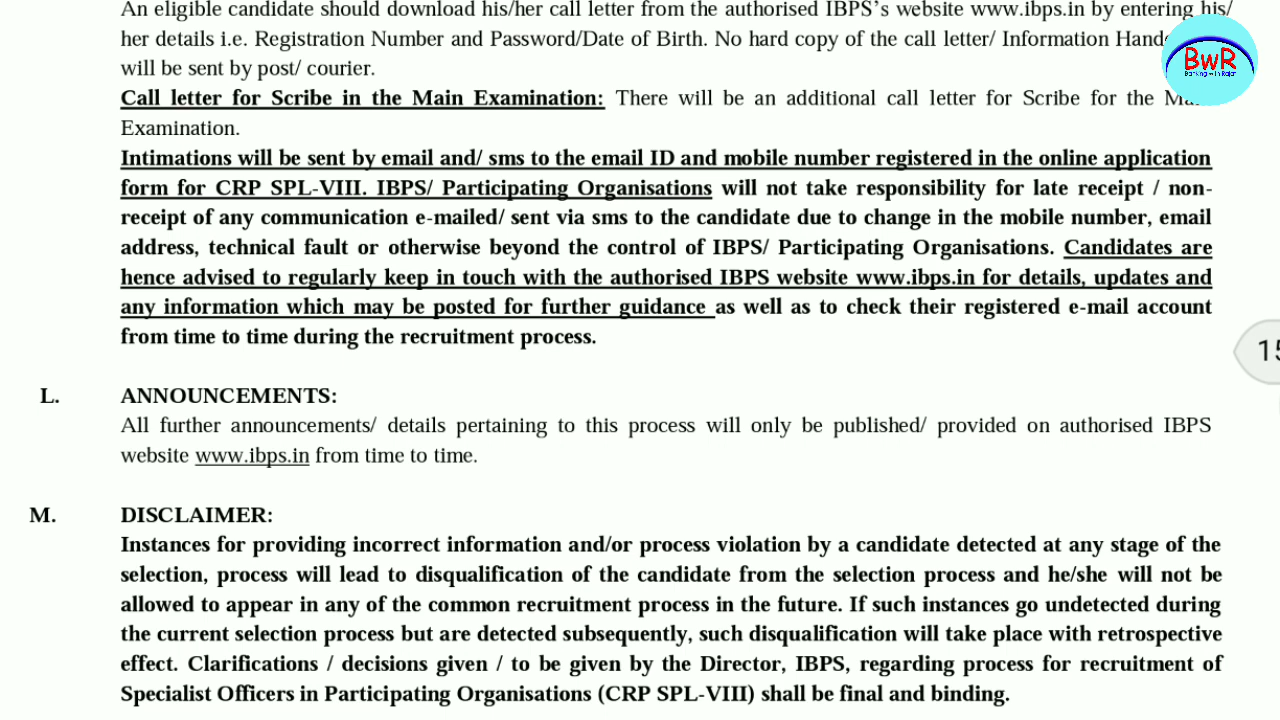 An eligible candidate should download his/her call letter from the authorised IBPS's website www.ibps.in by entering his/
her details i.e. Registration Number and Password/Date of Birth. No hard copy of the call letter/ Information
BwR
Banking with Rajat
will be sent by post/ courier.
Call letter for Scribe in the Main Examination: There will be an additional call letter for Scribe for the
Examination.
Intimations will be sent by email and/ sms to the email ID and mobile number registered in the online application
form for CRP SPL-VIII. IBPS/ Participating Organisations will not take responsibility for late receipt / non-
receipt of any communication e-mailed/ sent via sms to the candidate due to change in the mobile number, email
address, technical fault or otherwise beyond the control of IBPS/ Participating Organisations. Candidates are
hence advised to regularly keep in touch with the authorised IBPS website www.ibps.in for details, updates and
any information which may be posted for further guidance as well as to check their registered e-mail account
from time to time during the recruitment process.
15
L. ANNOUNCEMENTS:
All further announcements/ details pertaining to this process will only be published/ provided on authorised IBPS
website www.ibps.in from time to time.
M. DISCLAIMER:
Instances for providing incorrect information and/or process violation by a candidate detected at any stage of the
selection, process will lead to disqualification of the candidate from the selection process and he/she will not be
allowed to appear in any of the common recruitment process in the future. If such instances go undetected during
the current selection process but are detected subsequently, such disqualification will take place with retrospective
effect. Clarifications / decisions given / to be given by the Director, IBPS, regarding process for recruitment of
Specialist Officers in Participating Organisations (CRP SPL-VIII) shall be final and binding.